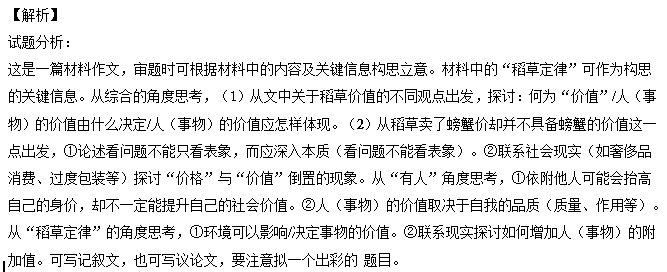 【解析】
试题分析：
这是一篇材料作文，审题时可根据材料中的内容及关键信息构思立意。材料中的“稻草定律”可作为构思
的关键信息。从综合的角度思考，（1）从文中关于稻草价值的不同观点出发，探讨：何为“价值”/人（事
物）的价值由什么决定/人（事物）的价值应怎样体现。（2）从稻草卖了螃蟹价却并不具备螃蟹的价值这一
点出发，①论述看问题不能只看表象，而应深入本质（看问题不能看表象）。②联系社会现实（如奢侈品
消费、过度包装等）探讨“价格”与“价值”倒置的现象。从“有人”角度思考，①依附他人可能会抬高
自己的身价，却不一定能提升自己的社会价值。②人（事物）的价值取决于自我的品质（质量、作用等）。
从“稻草定律”的角度思考，①环境可以影响/决定事物的价值。②联系现实探讨如何增加人（事物）的附
加值。可写记叙文，也可写议论文，要注意拟一个出彩的 题目。